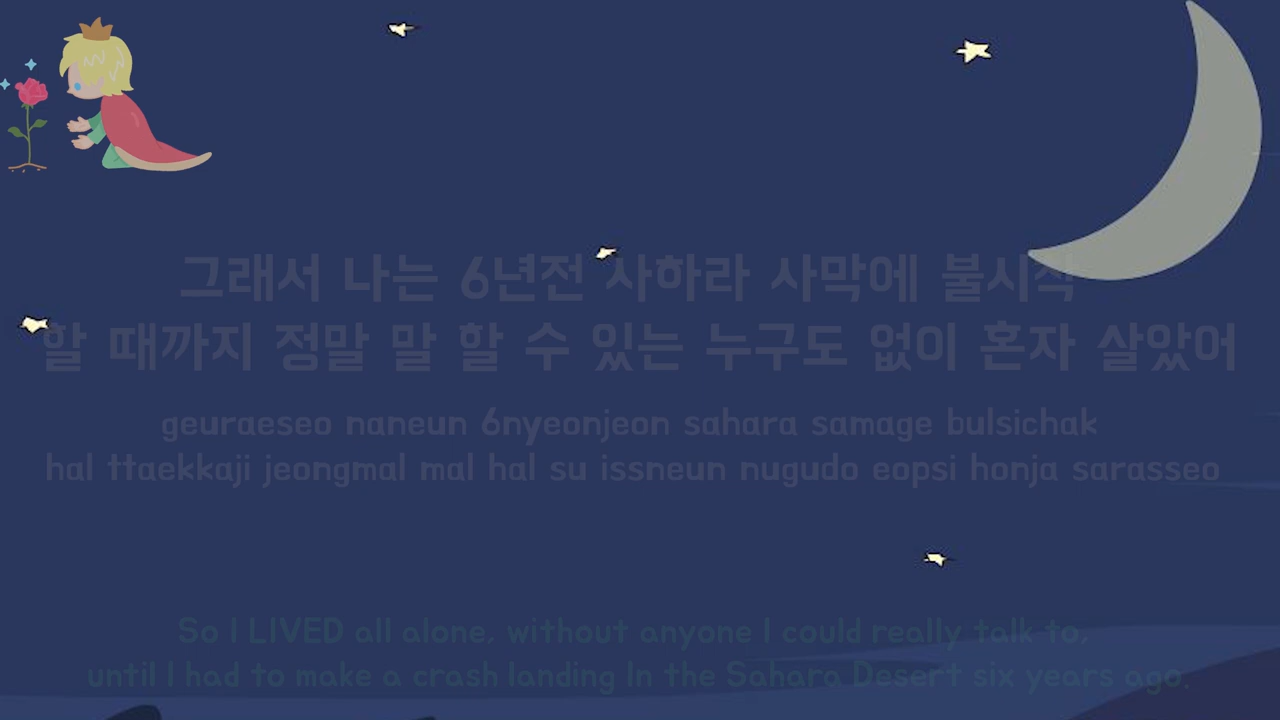 그래서 나는 6년전 사하라 사막에 불시착
할 때까지 정말 말 할 수 있는 누구도 없이 혼자 살았어
geuraeseo naneun 6nyeonjeon sahara samage bulsichak
hal ttaekkaji jeongmal mal hal su issneun nugudo eopsi honja sarasseo
So I LIVED all alone, without anyone I could really talk to,
until I had to make a crash landing In the Sahara Desert six years ago.